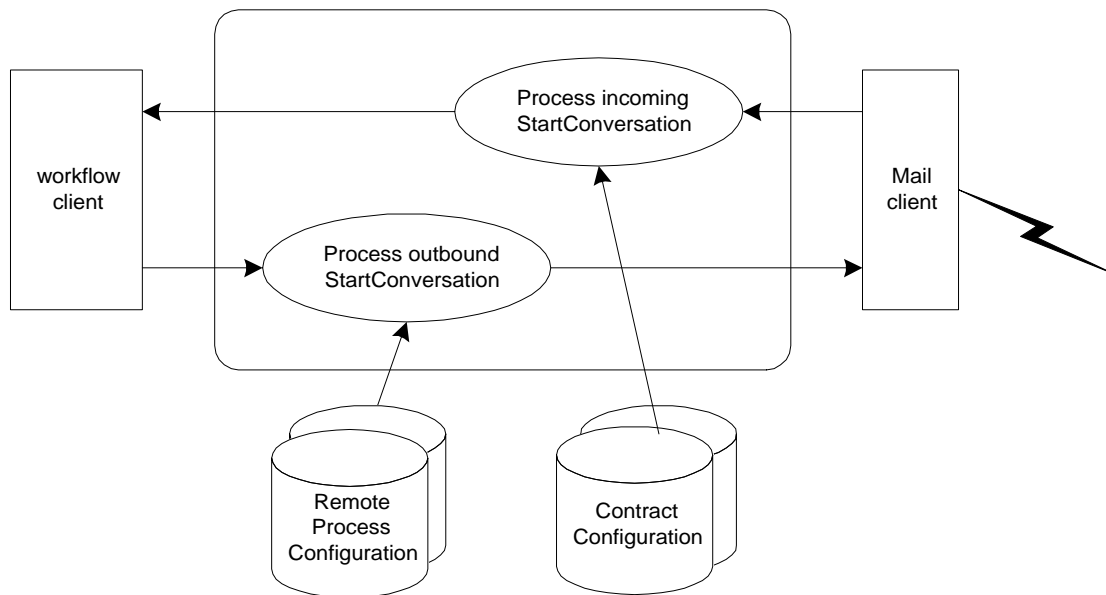 Process incoming
StartConversation
workflow
client
Mail
client
Process outbound
StartConversation
Remote
Process
Configuration
Contract
Configuration